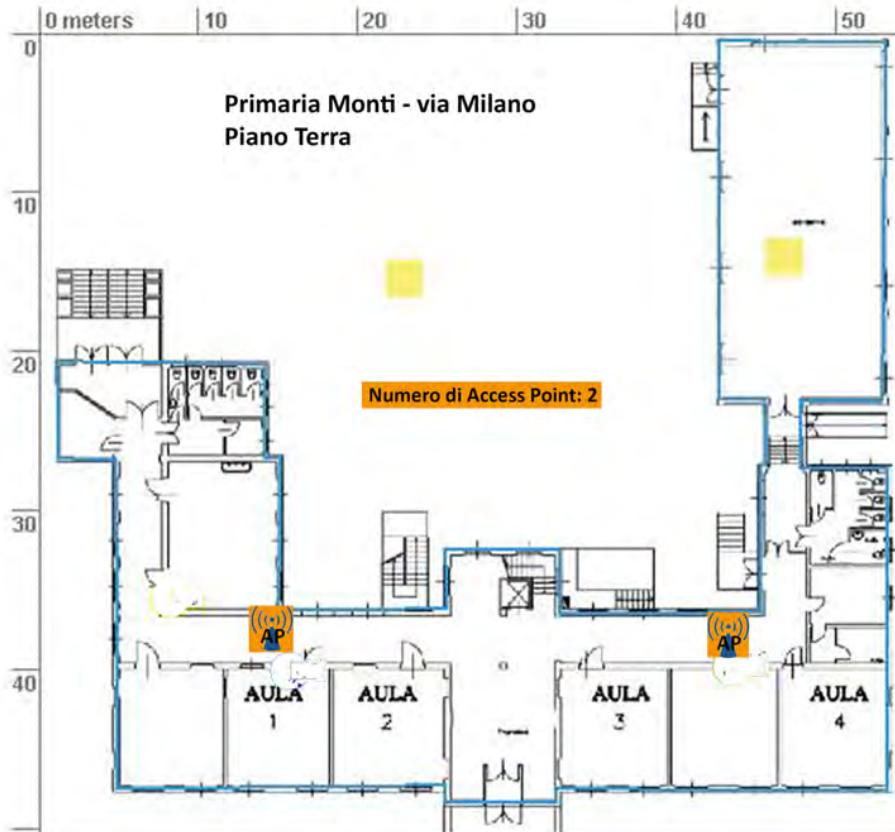 0 meters
10
20
30
40
50
0
10
20
30
40
Primaria Monti - via Milano
Piano Terra
Numero di Access Point: 2
AP
AP
AULA
1
AULA
2
AULA
3
AULA
4